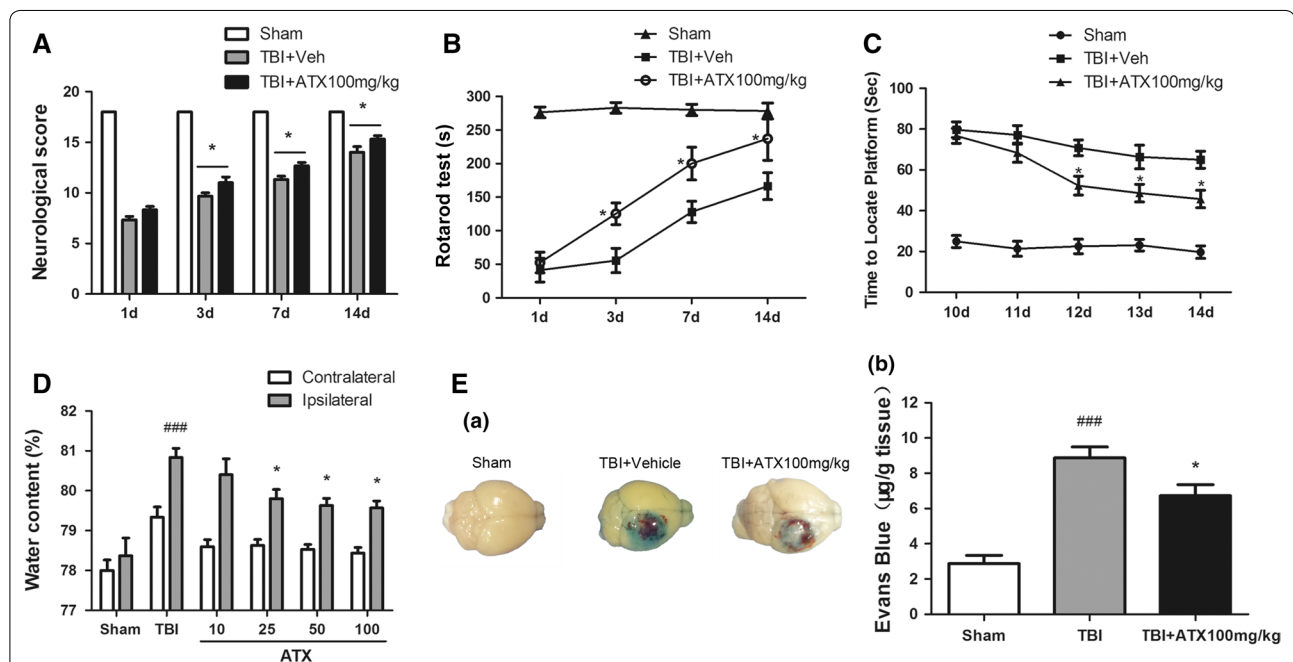 A
Sham
TBI+Veh
TBI+ATX100mg/kg
Neurological score
20
15
10
5
0
*
*
*
1d
3d
7d
14d
B
Sham
TBI+Veh
TBI+ATX100mg/kg
Rotarod test (s)
300
250
200
150
100
50
0
*
*
*
1d
3d
7d
14d
C
Sham
TBI+Veh
TBI+ATX100mg/kg
Time to Locate Platform (Sec)
100
80
60
40
20
0
*
*
*
10d
11d
12d
13d
14d
D
Contralateral
Ipsilateral
Water content (%)
82
81
80
79
78
77
###
*
*
*
Sham
TBI
10
25
50
100
ATX
E
(a)
Sham
TBI+Vehicle
TBI+ATX100mg/kg
(b)
Evans Blue (µg/g tissue)
12
10
8
6
4
2
0
###
*
Sham
TBI
TBI+ATX100mg/kg